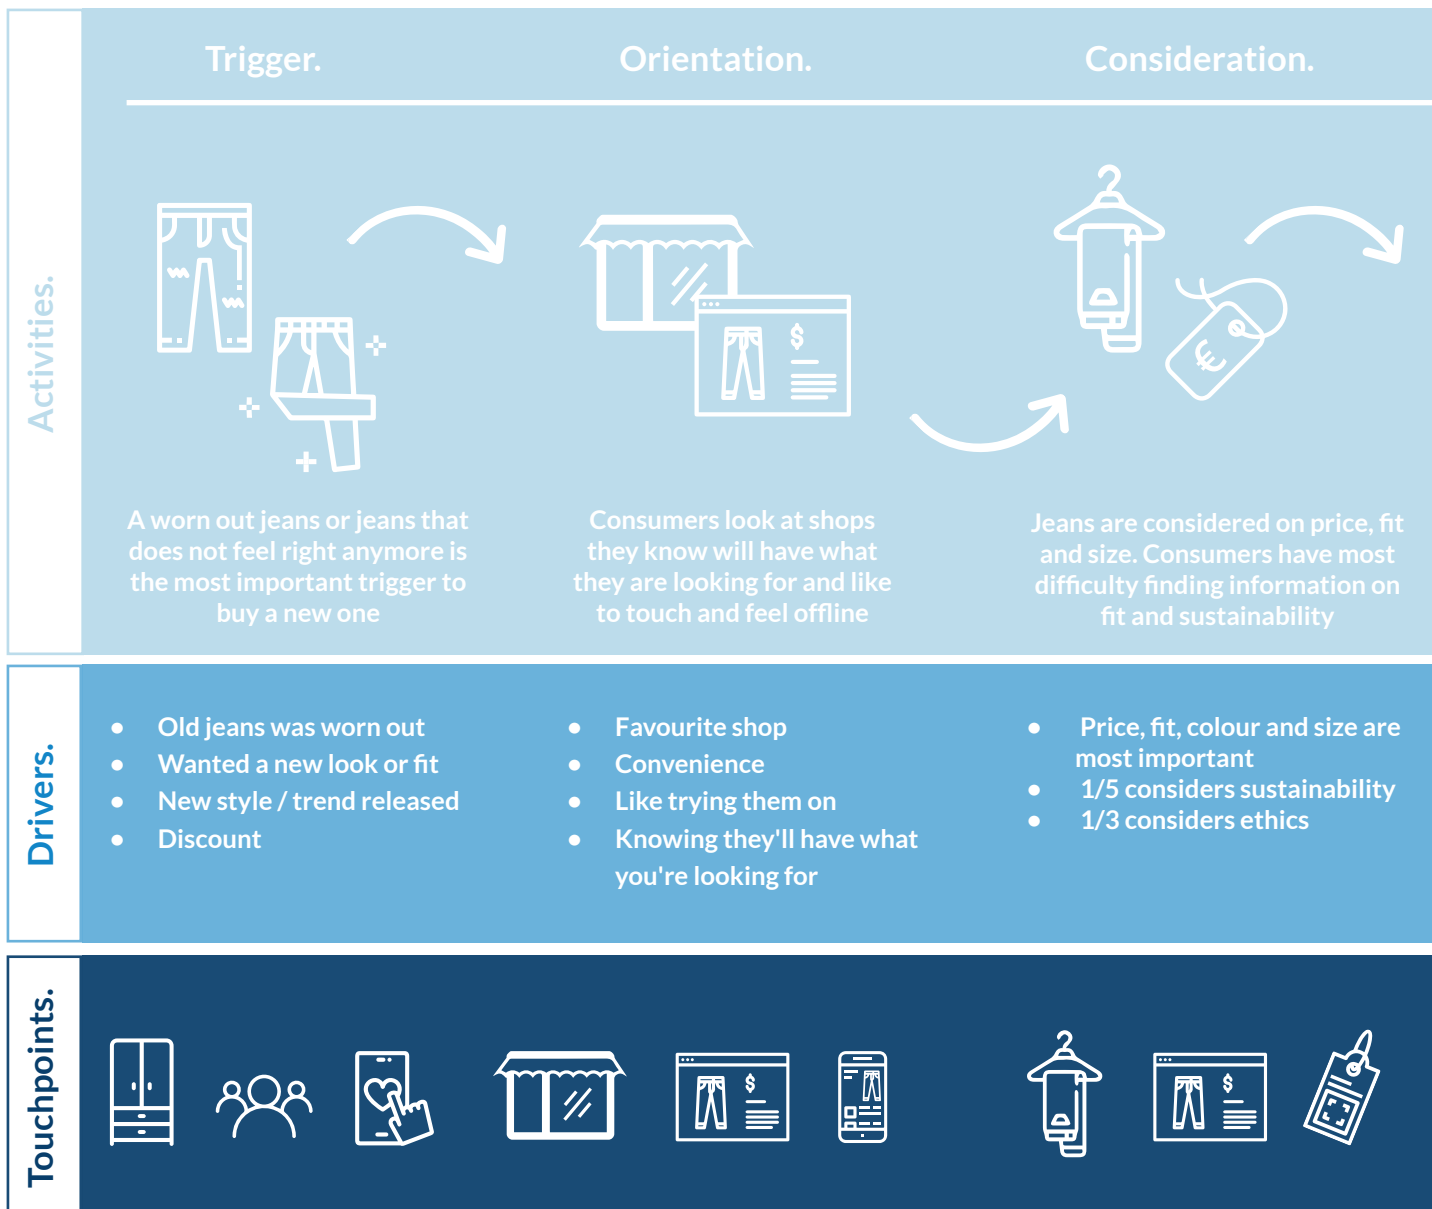 Trigger.
Orientation.
Consideration.
Activities.
€
$
A worn out jeans or jeans that
does not feel right anymore is
the most important trigger to
buy a new one
Consumers look at shops
they know will have what
they are looking for and like
to touch and feel offline
Jeans are considered on price, fit
and size. Consumers have most
difficulty finding information on
fit and sustainability
Drivers.
● Old jeans was worn out
● Wanted a new look or fit
● New style / trend released
● Discount
● Favourite shop
● Convenience
● Like trying them on
● Knowing they'll have what
you're looking for
● Price, fit, colour and size are
most important
● 1/5 considers sustainability
● 1/3 considers ethics
Touchpoints.
$
$